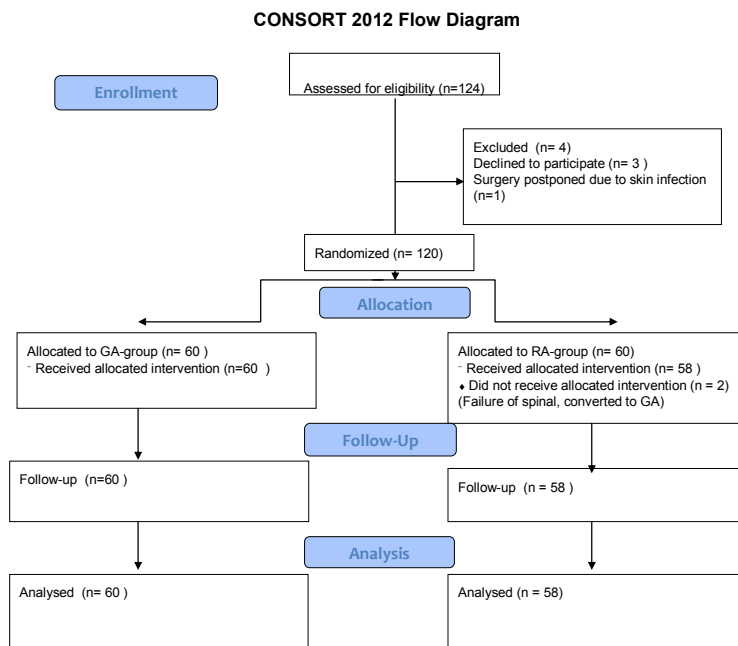 CONSORT 2012 Flow Diagram
Enrollment
Assessed for eligibility (n=124)
Excluded (n= 4)
Declined to participate (n= 3 )
Surgery postponed due to skin infection
(n=1)
Randomized (n= 120)
Allocation
Allocated to GA-group (n= 60 )
- Received allocated intervention (n=60 )
Allocated to RA-group (n= 60)
- Received allocated intervention (n= 58 )
♦ Did not receive allocated intervention (n = 2)
(Failure of spinal, converted to GA)
Follow-Up
Follow-up (n=60 )
Follow-up (n = 58 )
Analysis
Analysed (n= 60 )
Analysed (n = 58)